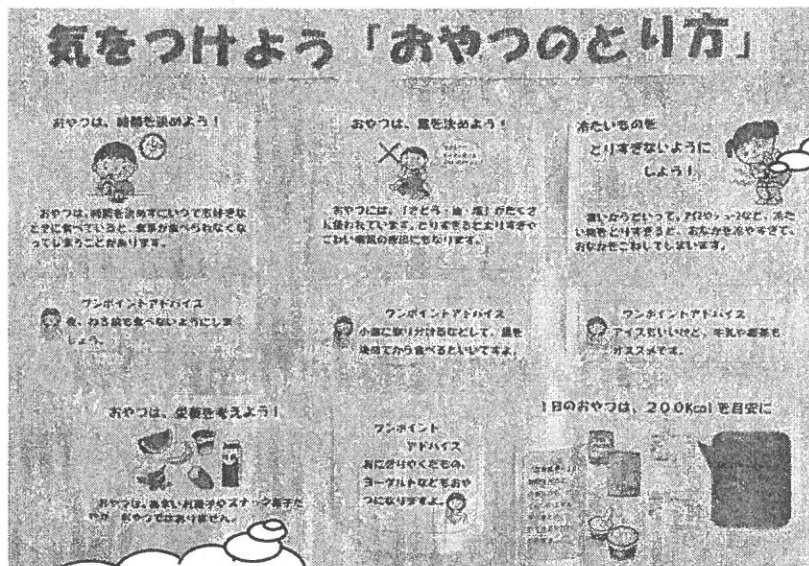 気をつけよう「おやつのとり方」
おやつは、時間を決めよう!
おやつは、時間を決めずにいつでも好きな
ときに食べていると、食事が食べられなくな
ってしまうことがあります。
ワンポイントアドバイス
夜、ねる前も食べないようにしま
しょう。
おやつは、量を決めよう!
おやつには、「さとう・油・塩」がたくさ
ん使われています。とりすぎると太りすぎや
こわい病気の原因にもなります。
ワンポイントアドバイス
小皿に取り分けるなどして、量を
決めてから食べるといいですよ。
冷たいものを
とりすぎないように
しよう!
暑いからといって、アイスやジュースなど、冷た
い物をとりすぎると、おなかを冷やすぎて、
おなかをこわしてしまいます。
ワンポイントアドバイス
アイスもいいけど、牛乳や麦茶も
オススメです。
おやつは、栄養を考えよう!
おやつは、あまいお菓子やスナック菓子だ
けが おやつではありません。
ワンポイント
アドバイス
おにぎりやくだもの、
ヨーグルトなどもおや
つになりますよ。
1日のおやつは、200Kcalを目安に